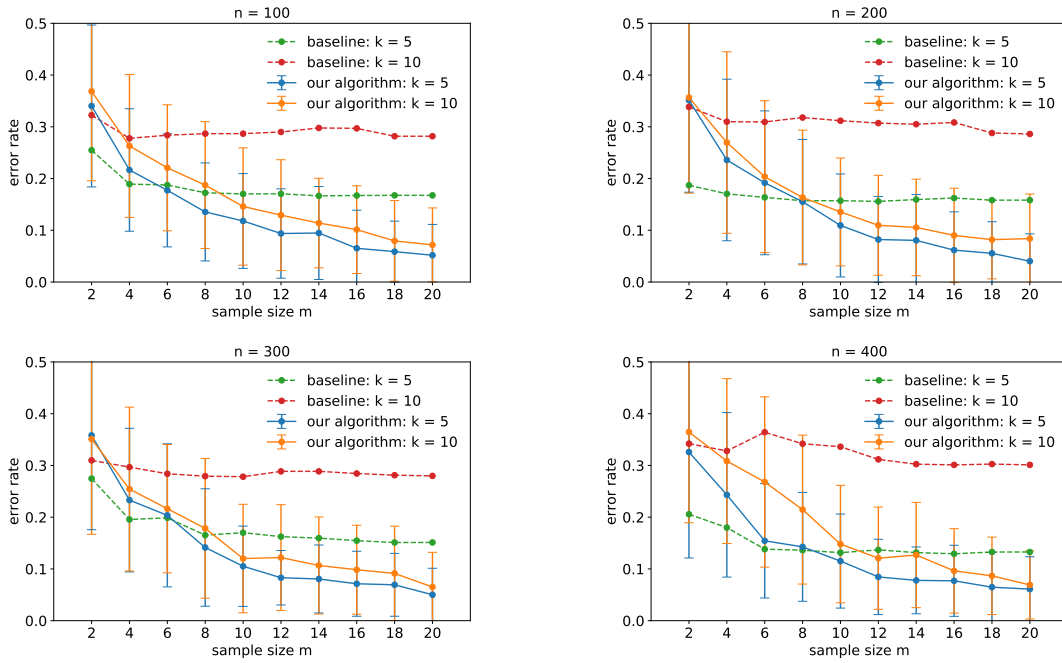 n = 100
error rate
0.5
0.4
0.3
0.2
0.1
0.0
baseline: k = 5
baseline: k = 10
our algorithm: k = 5
our algorithm: k = 10
2 4 6 8 10 12 14 16 18 20
sample size m
n = 200
error rate
0.5
0.4
0.3
0.2
0.1
0.0
baseline: k = 5
baseline: k = 10
our algorithm: k = 5
our algorithm: k = 10
2 4 6 8 10 12 14 16 18 20
sample size m
n = 300
error rate
0.5
0.4
0.3
0.2
0.1
0.0
baseline: k = 5
baseline: k = 10
our algorithm: k = 5
our algorithm: k = 10
2 4 6 8 10 12 14 16 18 20
sample size m
n = 400
error rate
0.5
0.4
0.3
0.2
0.1
0.0
baseline: k = 5
baseline: k = 10
our algorithm: k = 5
our algorithm: k = 10
2 4 6 8 10 12 14 16 18 20
sample size m